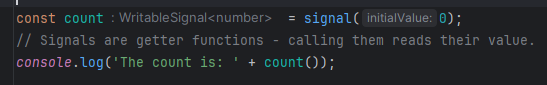 const count : WritableSignal<number> = signal( initialValue: 0);
// Signals are getter functions - calling them reads their value.
console.log('The count is: ' + count());